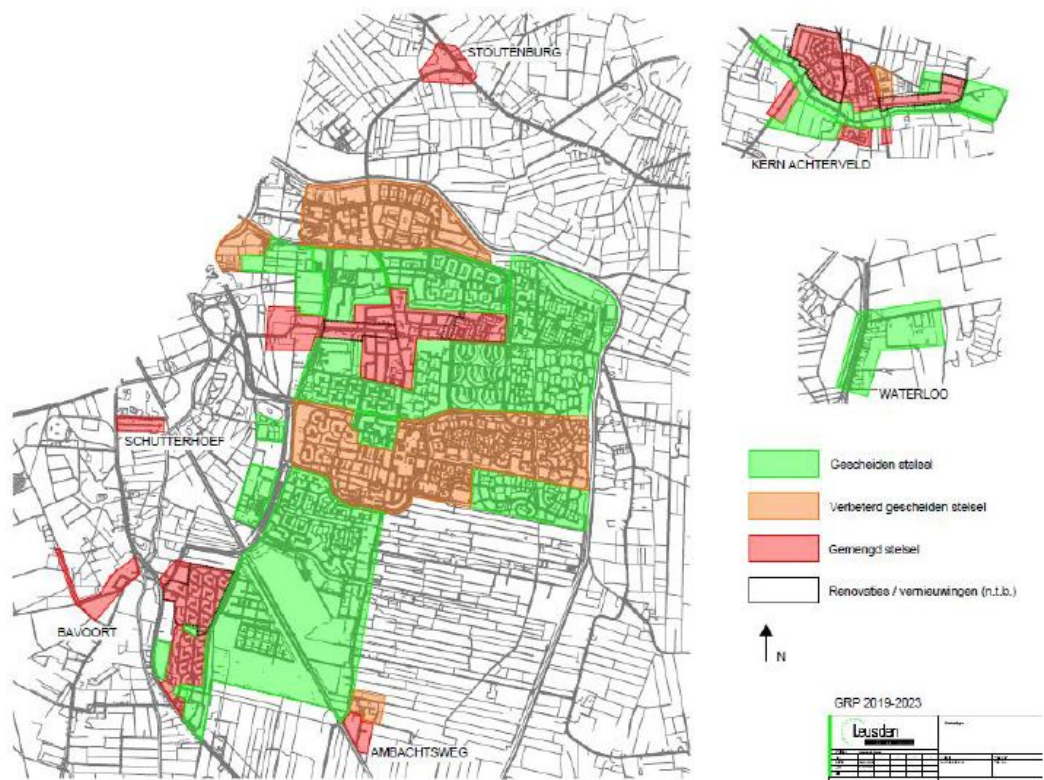 STOUTENBURG
KERN ACHTERVELD
WATERLOO
SCHUTTERHOEF
BAVOORT
AMBACHTSWEG
Gescheiden stelsel
Verbeterd gescheiden stelsel
Gemengd stelsel
Renovaties / vernieuwingen (n.t.b.)
N
GRP 2019-2023
Leusden